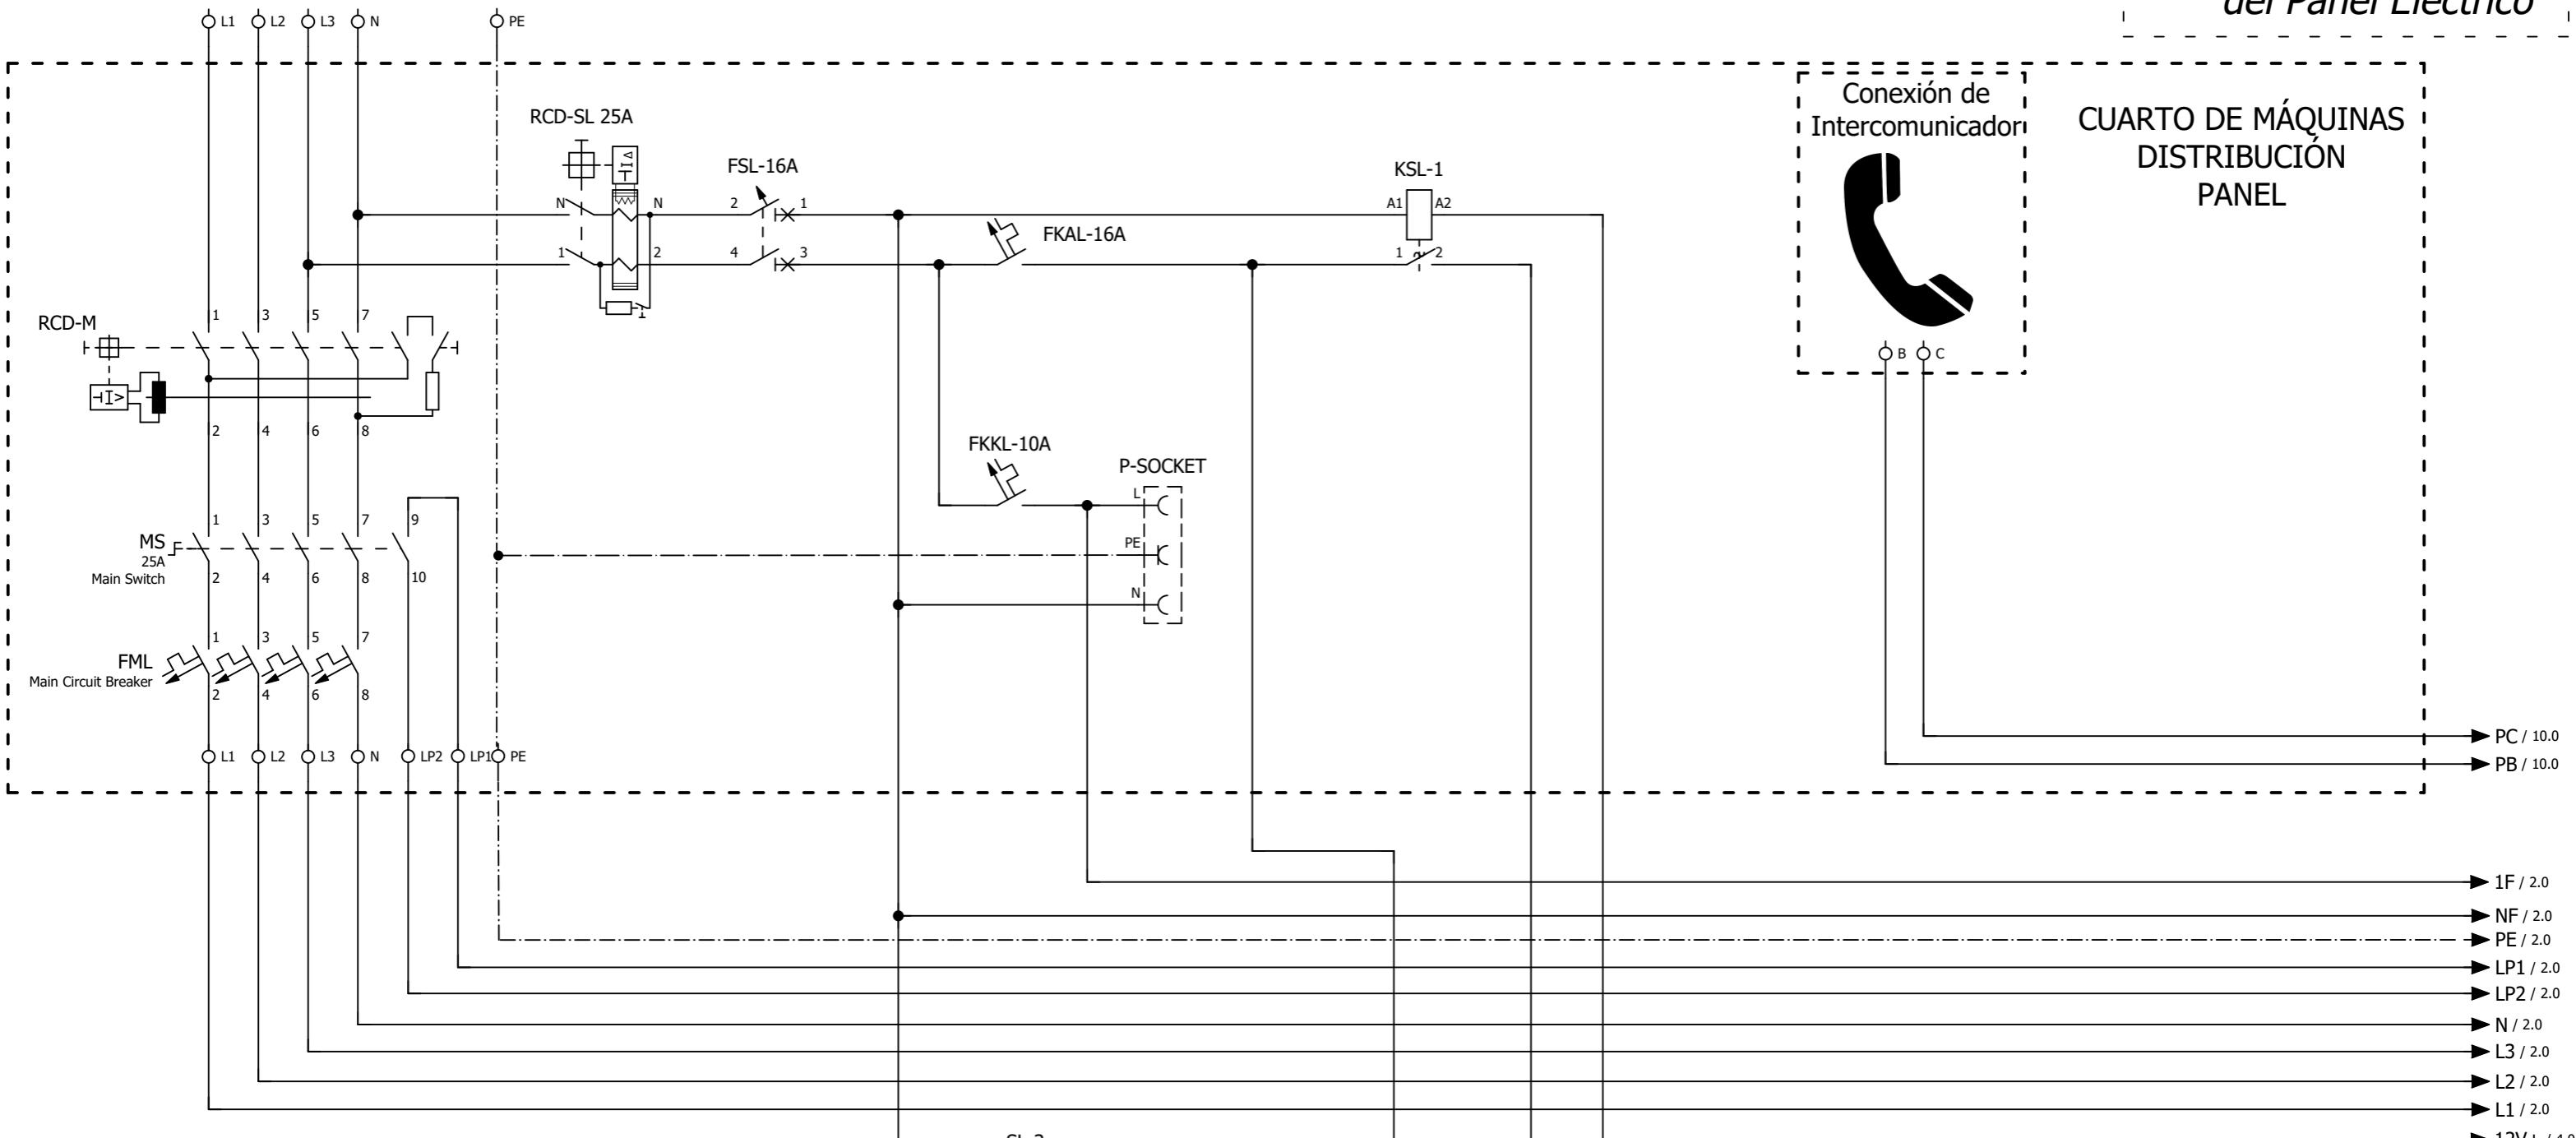 del Panel Eléctrico
L1 L2 L3 N PE
RCD-SL 25A
FSL-16A
KSL-1
Conexión de
Intercomunicador
CUARTO DE MÁQUINAS
DISTRIBUCIÓN
PANEL
N N 2 1 A1 A2
FKAL-16A
1 2 4 3 1 2
RCD-M
1 3 5 7
B C
2 4 6 8
FKKL-10A
P-SOCKET
L
1 3 5 7 9
MS
25A
Main Switch
PE
2 4 6 8 10
N
1 3 5 7
FML
Main Circuit Breaker
2 4 6 8
L1 L2 L3 N LP2 LP1 PE
PC / 10.0
PB / 10.0
1F / 2.0
NF / 2.0
PE / 2.0
LP1 / 2.0
LP2 / 2.0
N / 2.0
L3 / 2.0
L2 / 2.0
L1 / 2.0